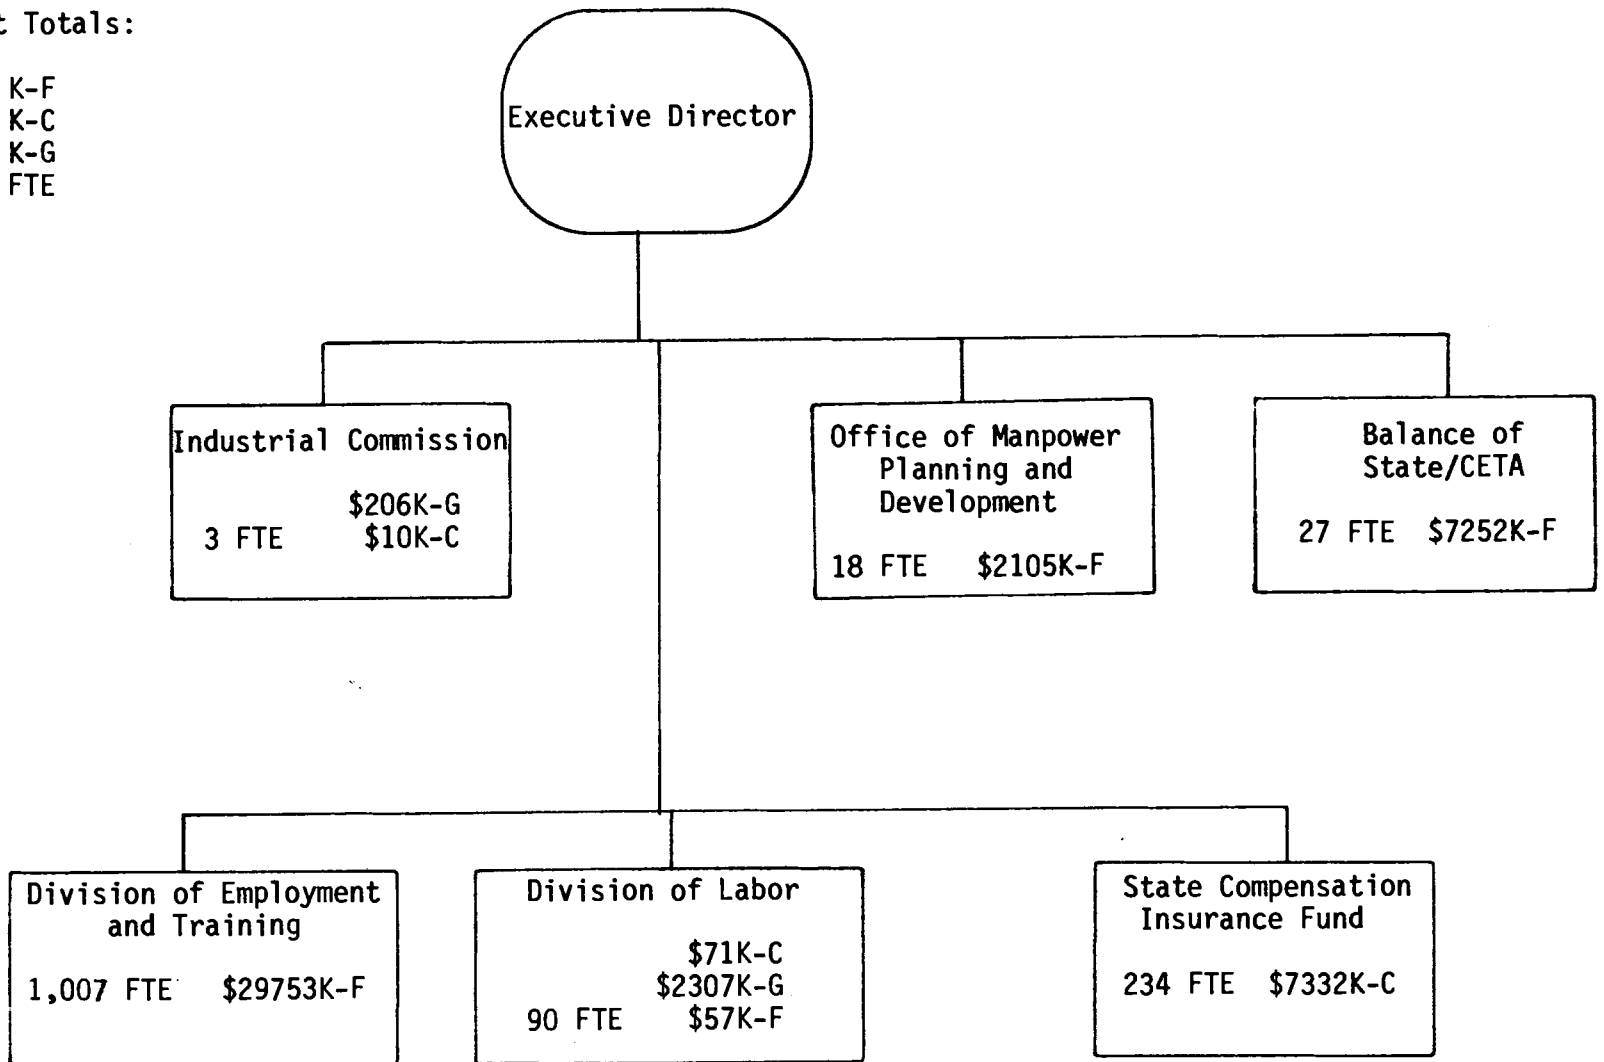 Totals:
K-F
K-C
K-G
FTE
Executive Director
Industrial Commission
$206K-G
3 FTE $10K-C
Office of Manpower
Planning and
Development
18 FTE $2105K-F
Balance of
State/CETA
27 FTE $7252K-F
Division of Employment
and Training
1,007 FTE $29753K-F
Division of Labor
$71K-C
$2307K-G
90 FTE $57K-F
State Compensation
Insurance Fund
234 FTE $7332K-C